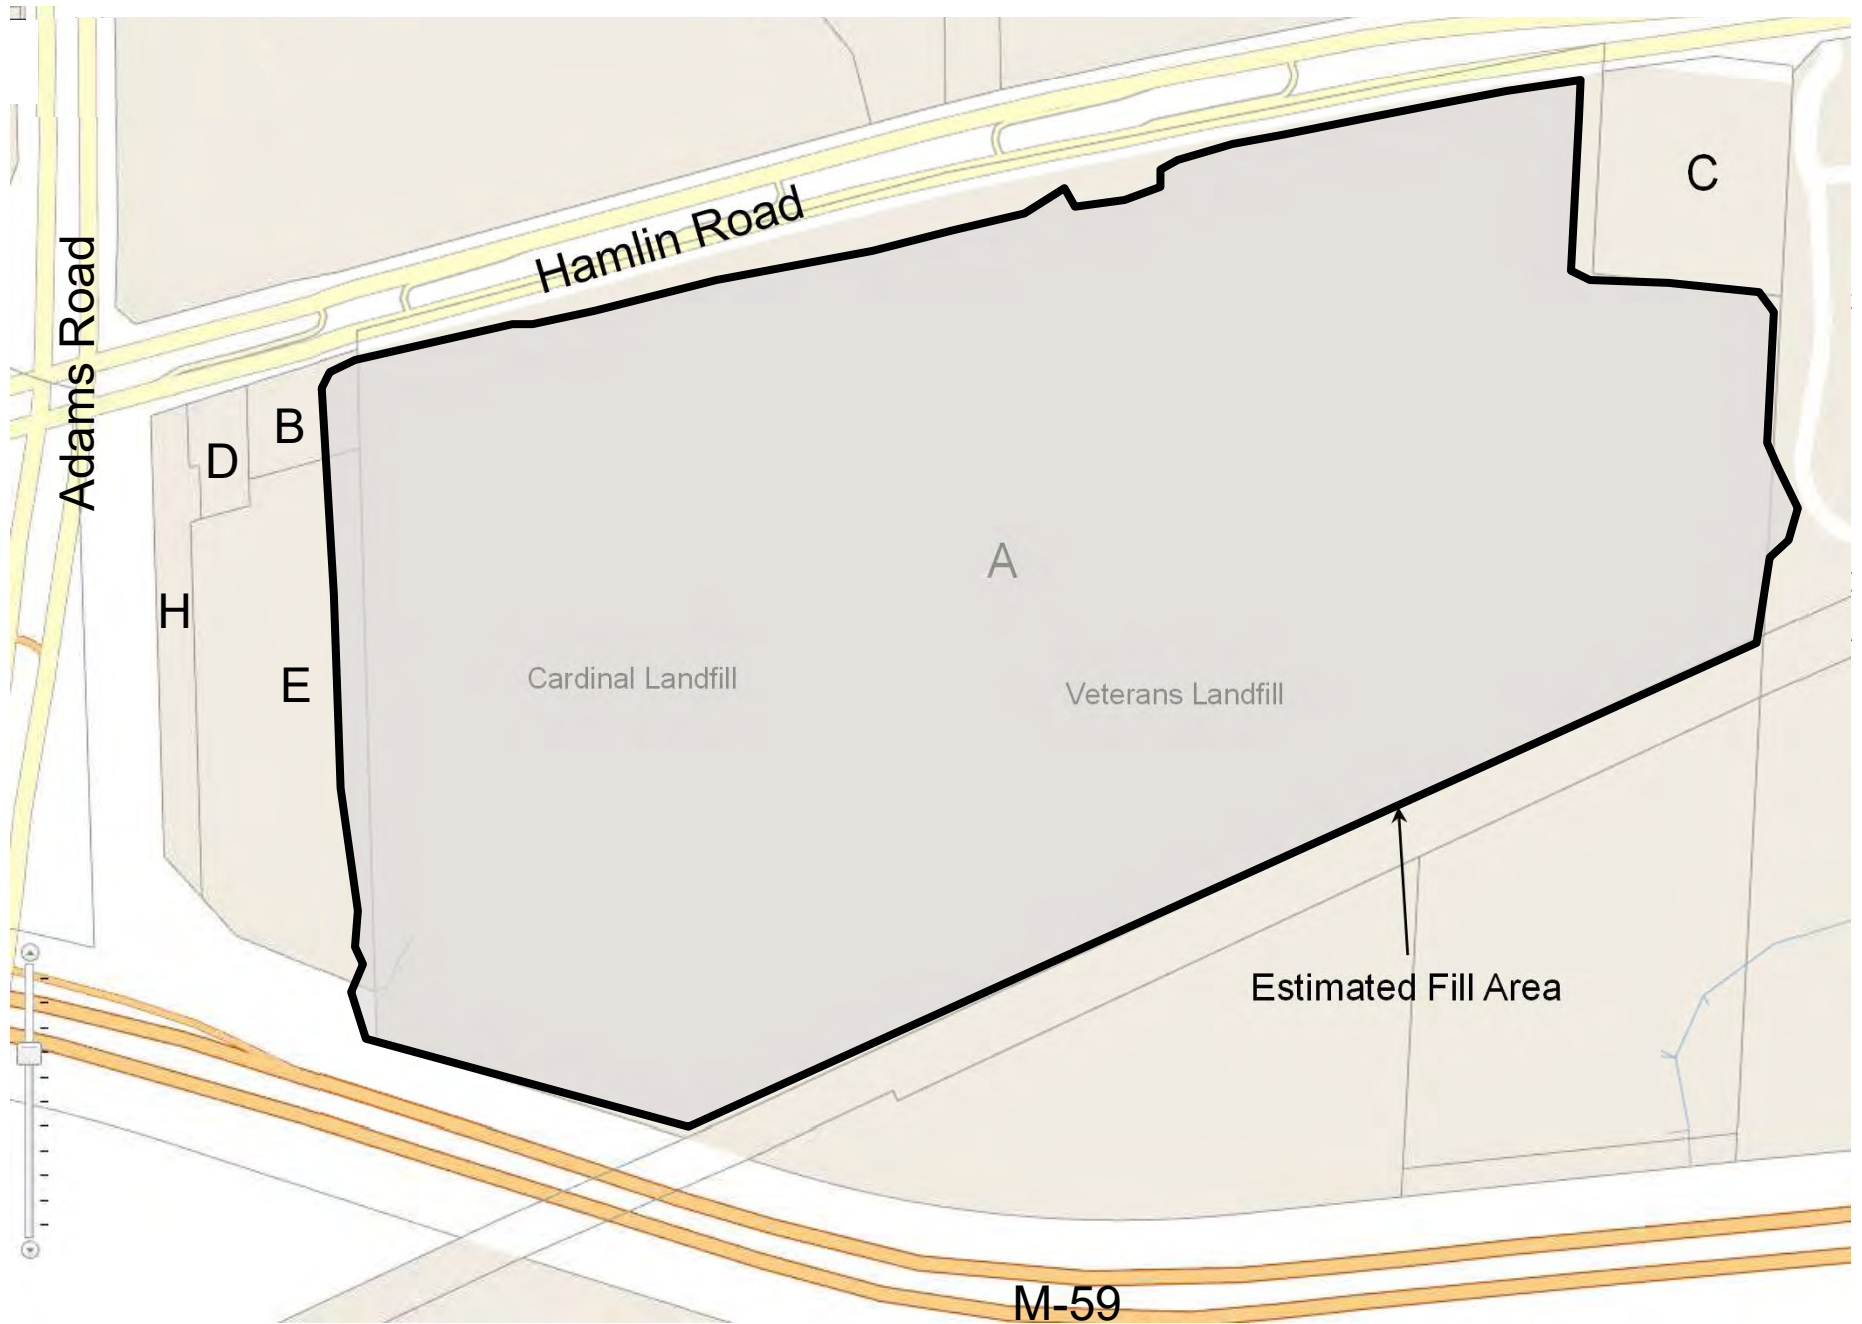 C
Hamlin Road
Adams Road
B
D
A
H
E
Cardinal Landfill
Veterans Landfill
Estimated Fill Area
M-59